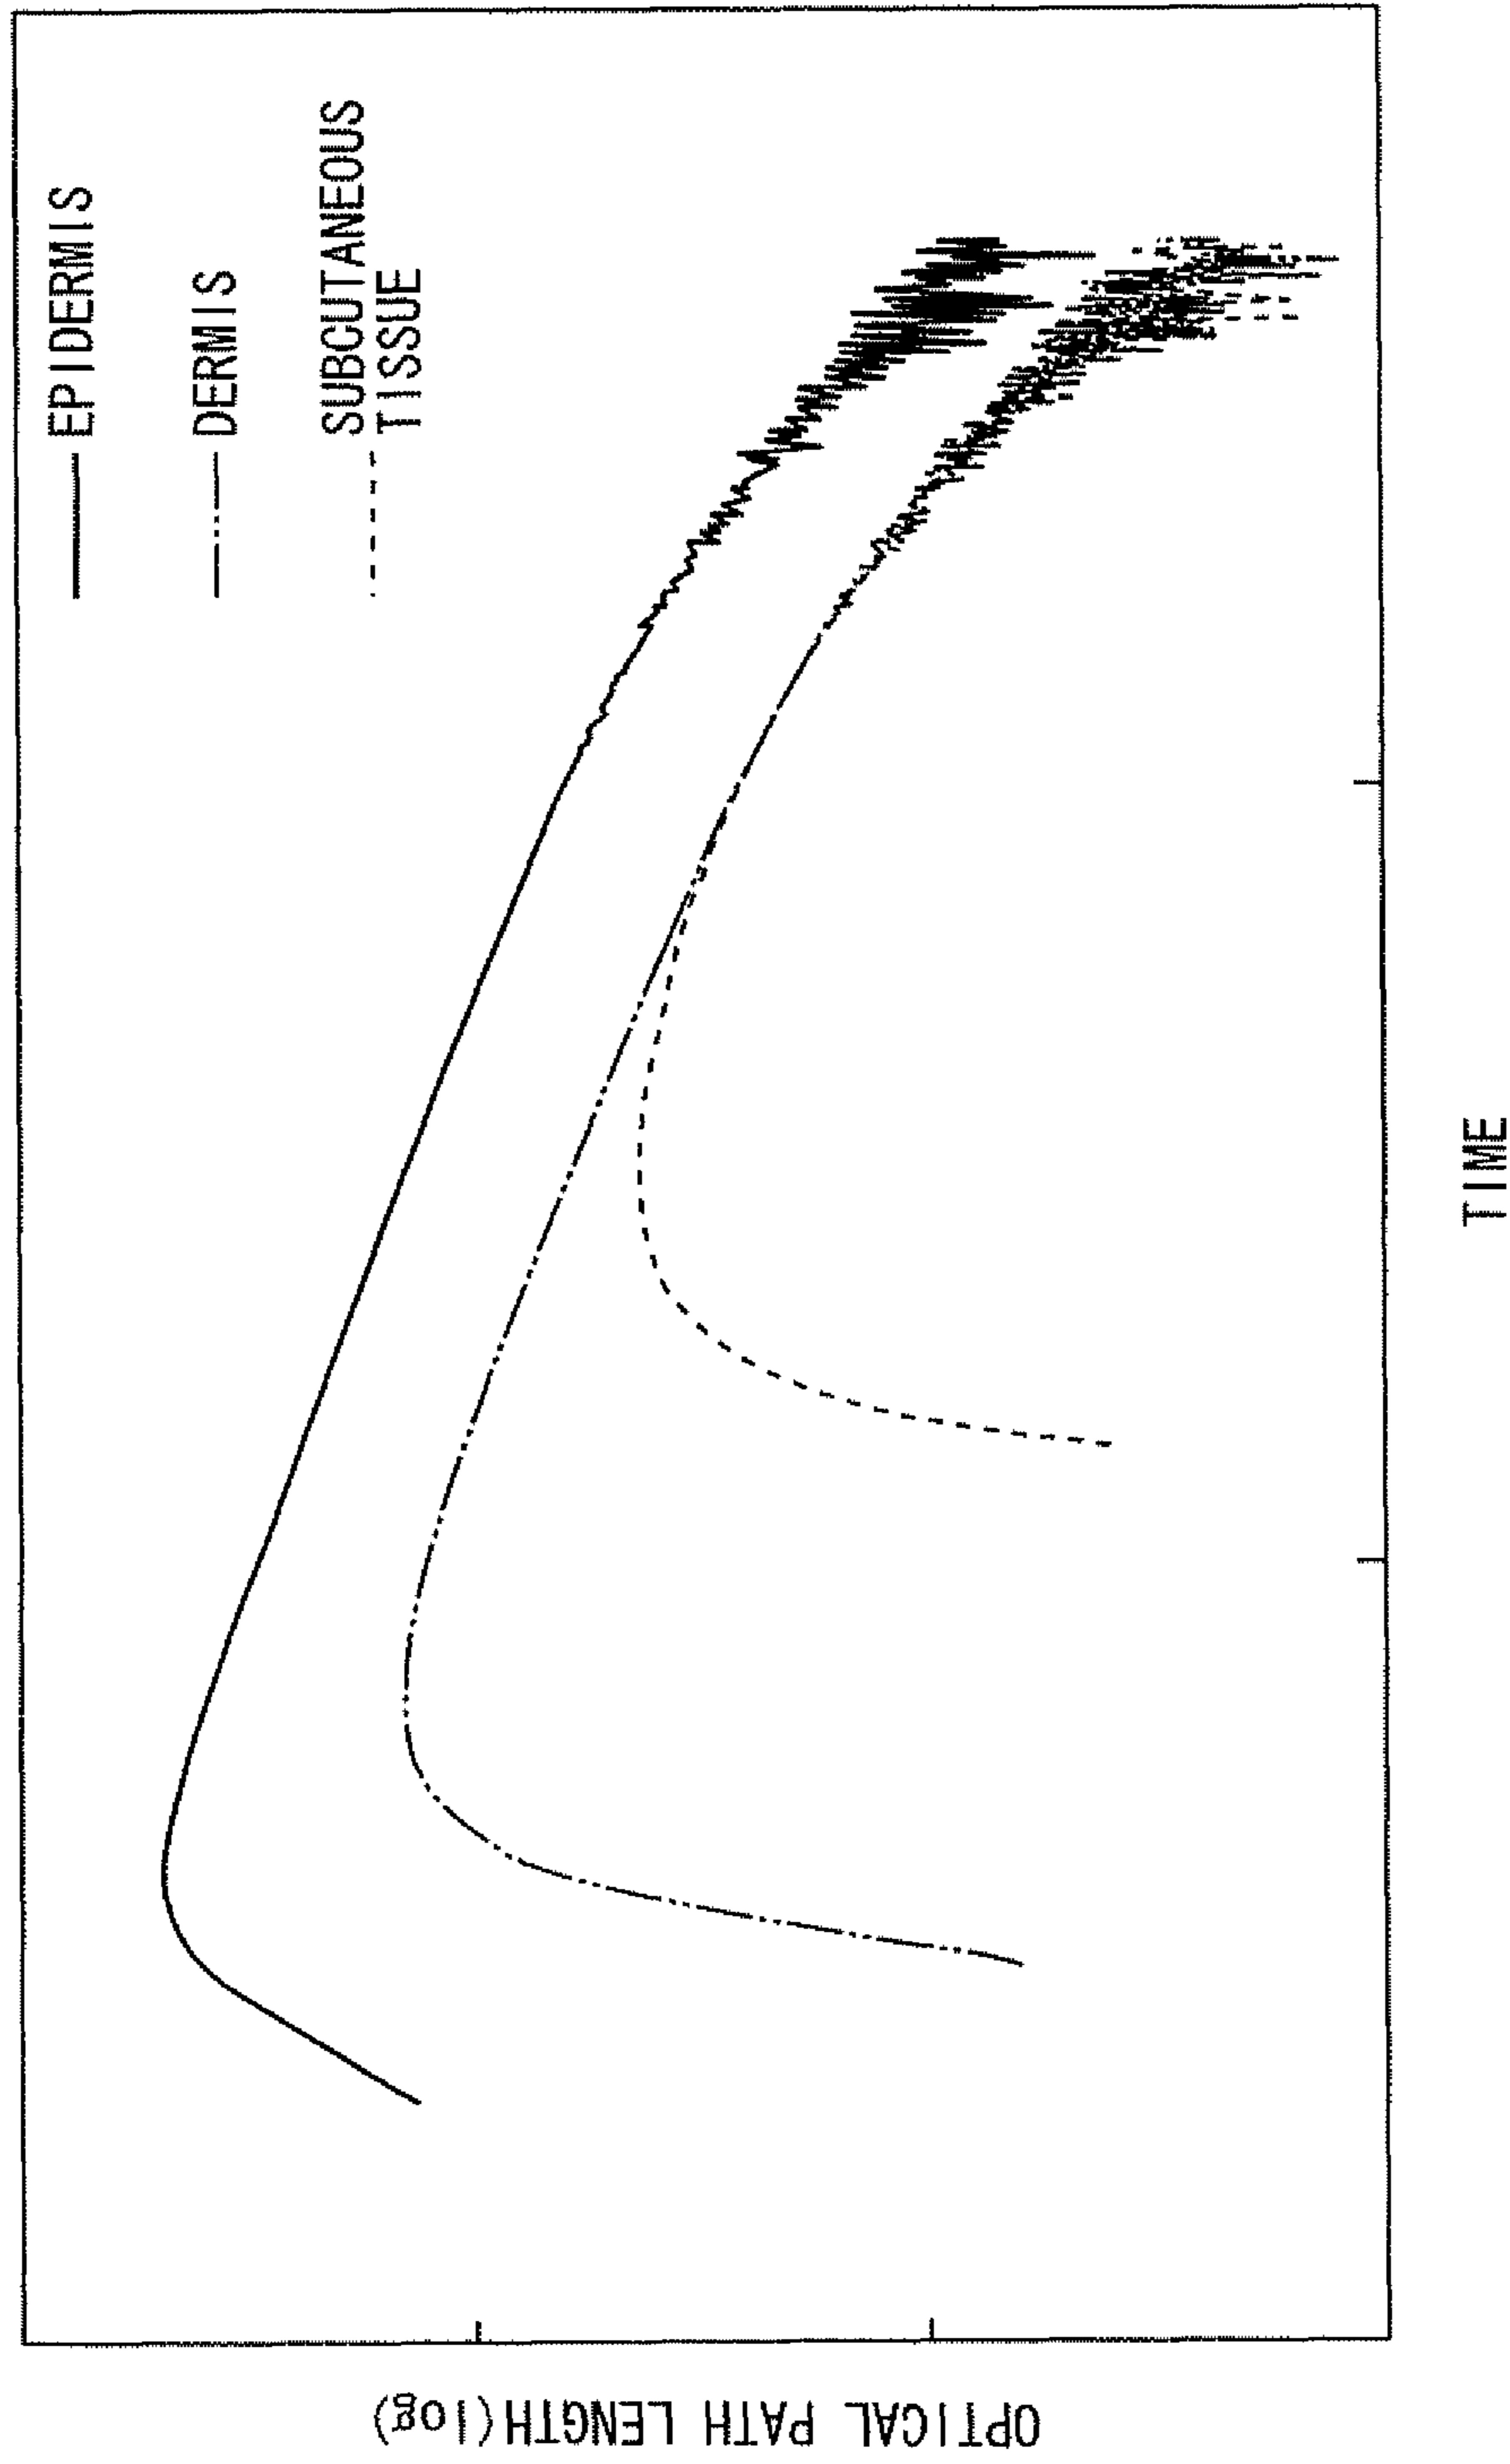 EPIDERMIS
DERMIS
SUBCUTANEOUS
TISSUE
OPTICAL PATH LENGTH(log)
TIME